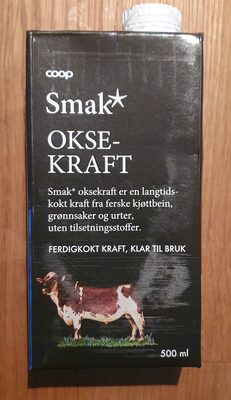 coop
Smak*
OKSE-
KRAFT
Smak* oksekraft er en langtids-
kokt kraft fra ferske kjøttbein,
grønnsaker og urter,
uten tilsetningsstoffer.
FERDIGKOKT KRAFT, KLAR TIL BRUK
500 ml